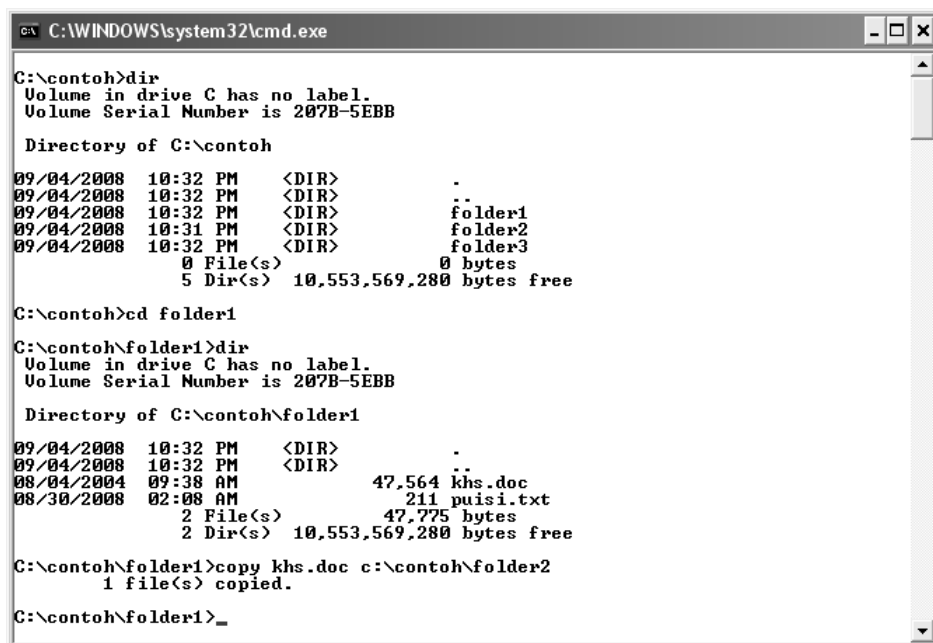 C:\WINDOWS\system32\cmd.exe
C:\contoh>dir
Volume in drive C has no label.
Volume Serial Number is 207B-5EBB
Directory of C:\contoh
09/04/2008 10:32 PM <DIR> .
09/04/2008 10:32 PM <DIR> ..
09/04/2008 10:32 PM <DIR> folder1
09/04/2008 10:31 PM <DIR> folder2
09/04/2008 10:32 PM <DIR> folder3
0 File(s) 0 bytes
5 Dir(s) 10,553,569,280 bytes free
C:\contoh>cd folder1
C:\contoh\folder1>dir
Volume in drive C has no label.
Volume Serial Number is 207B-5EBB
Directory of C:\contoh\folder1
09/04/2008 10:32 PM <DIR> .
09/04/2008 10:32 PM <DIR> ..
08/04/2004 09:38 AM 47,564 khs.doc
08/30/2008 02:08 AM 211 puisi.txt
2 File(s) 47,775 bytes
2 Dir(s) 10,553,569,280 bytes free
C:\contoh\folder1>copy khs.doc c:\contoh\folder2
1 file(s) copied.
C:\contoh\folder1>_